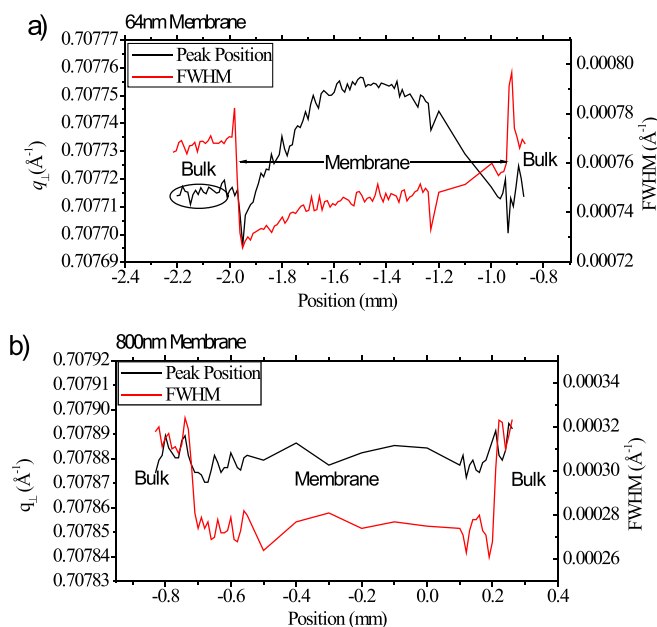 64nm Membrane
a)
0.70777
0.70776
0.70775
0.70774
0.70773
0.70773
0.70772
0.70771
0.70770
0.70769
q⊥(Å-1)
Peak Position
FWHM
Bulk
Membrane
Bulk
0.00080
0.00078
0.00076
0.00074
0.00072
FWHM (Å-1)
-2.4 -2.2 -2.0 -1.8 -1.6 -1.4 -1.2 -1.0 -0.8
Position (mm)
b)
800nm Membrane
0.70792
0.70791
0.70790
0.70789
0.70788
0.70787
0.70786
0.70785
0.70784
0.70783
q⊥ (Å-1)
Peak Position
FWHM
Bulk
Membrane
Bulk
0.00034
0.00032
0.00030
0.00028
0.00026
FWHM (Å-1)
-0.8 -0.6 -0.4 -0.2 0.0 0.2 0.4
Position (mm)